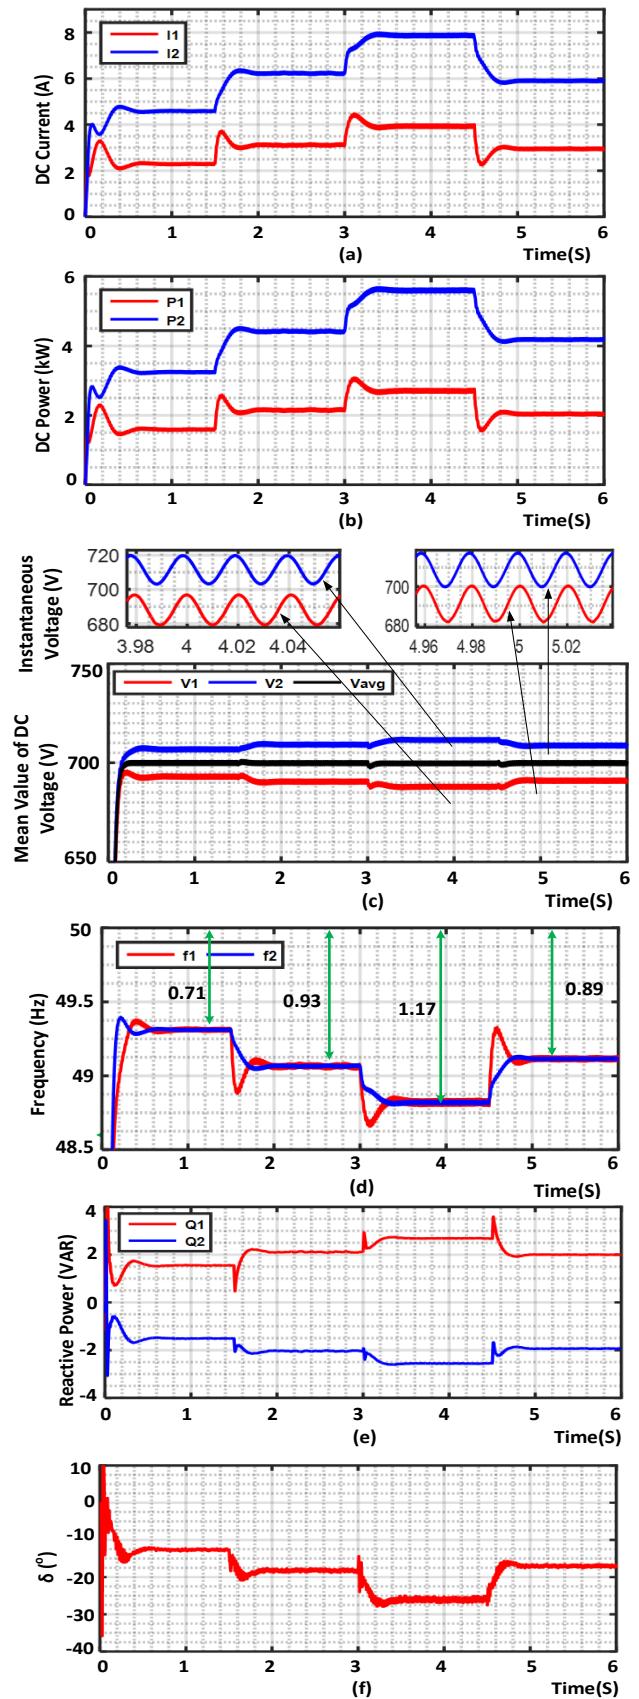 8
6
4
2
0
DC Current (A)
I1
I2
0 1 2 3 4 5 6
(a)
Time(S)
6
4
2
0
DC Power (kW)
P1
P2
0 1 2 3 4 5 6
(b)
Time(S)
Instantaneous
Voltage (V)
720
700
680
3.98 4 4.02 4.04
700
680
4.96 4.98 5 5.02
750
700
650
Mean Value of DC
Voltage (V)
V1 V2 Vavg
0 1 2 3 4 5 6
(c)
Time(S)
50
49.5
49
48.5
Frequency (Hz)
f1 f2
0.71
0.93
1.17
0.89
0 1 2 3 4 5 6
(d)
Time(S)
4
2
0
-2
-4
Reactive Power (VAR)
Q1
Q2
0 1 2 3 4 5 6
(e)
Time(S)
10
0
-10
-20
-30
-40
δ (⁰)
0 1 2 3 4 5 6
(f)
Time(S)